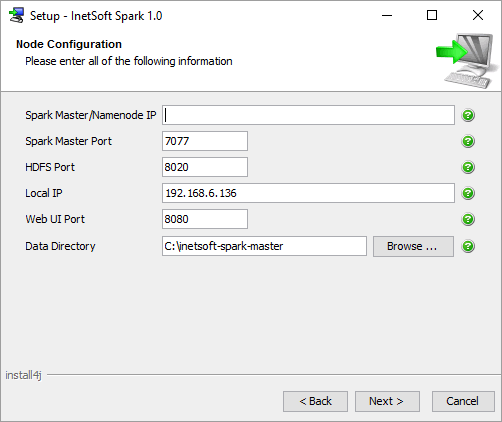 Setup - InetSoft Spark 1.0
Node Configuration
Please enter all of the following information
Spark Master/Namenode IP
Spark Master Port 7077
HDFS Port 8020
Local IP 192.168.6.136
Web UI Port 8080
Data Directory C:\inetsoft-spark-master Browse ...
install4j
< Back Next > Cancel